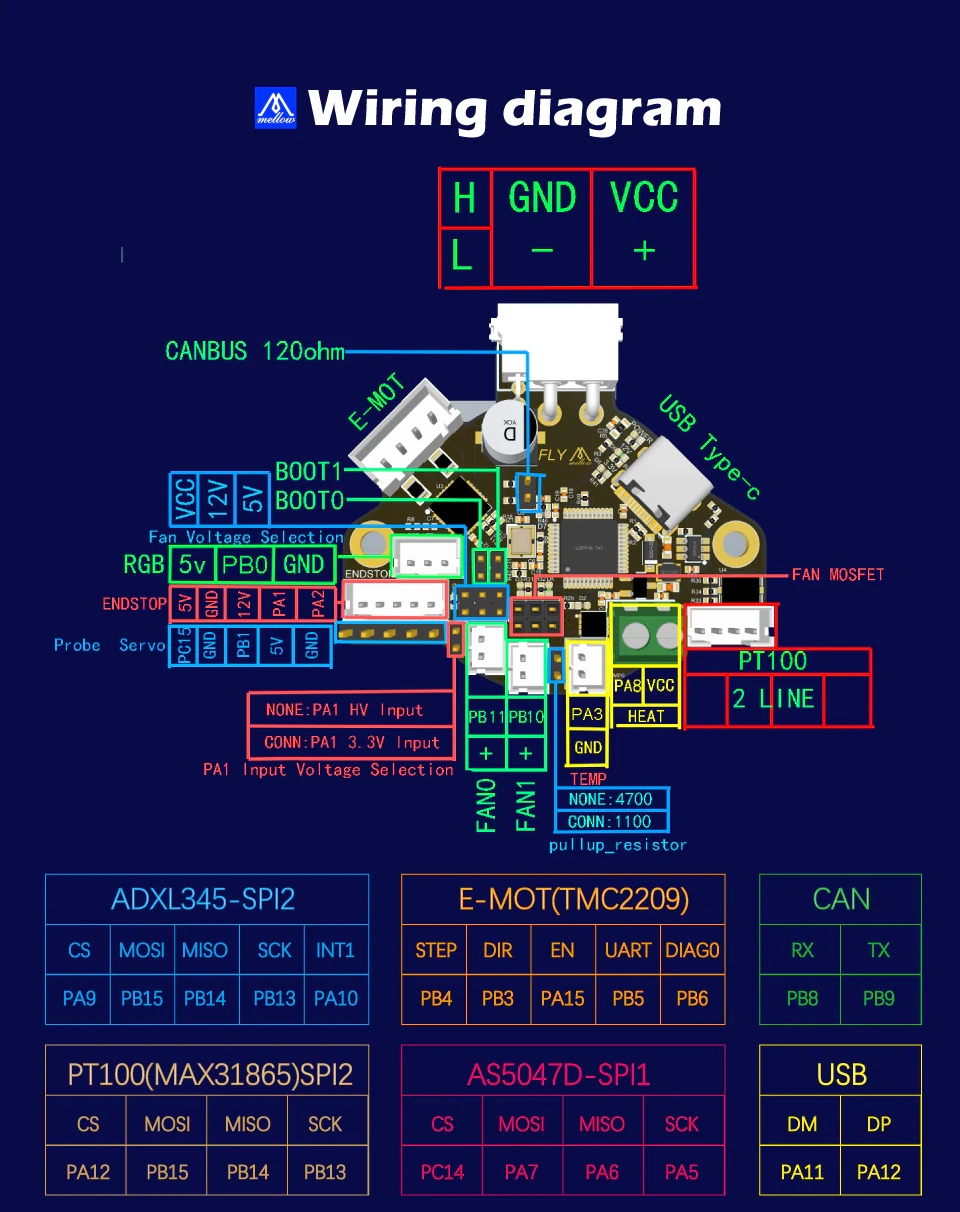 mellow Wiring diagram
H GND VCC
L - +
CANBUS 120ohm
E-MOT
USB Type-c
BOOT1
BOOT0
VCC 12V 5V
Fan Voltage Selection
FLY mellow
POWER
RGB 5v PB0 GND
FAN MOSFET
ENDSTOP 5V GND 12V PA1 PA2
Probe Servo PC15 GND PB1 5V GND
PT100
2 LINE
PA8 VCC
HEAT
NONE:PA1 HV Input
CONN:PA1 3.3V Input
PA1 Input Voltage Selection
PB11 PB10
+ +
FAN0 FAN1
PA3
GND
TEMP
NONE:4700
CONN:1100
pullup_resistor
ADXL345-SPI2
CS MOSI MISO SCK INT1
PA9 PB15 PB14 PB13 PA10
E-MOT(TMC2209)
STEP DIR EN UART DIAG0
PB4 PB3 PA15 PB5 PB6
CAN
RX TX
PB8 PB9
PT100(MAX31865)SPI2
CS MOSI MISO SCK
PA12 PB15 PB14 PB13
AS5047D-SPI1
CS MOSI MISO SCK
PC14 PA7 PA6 PA5
USB
DM DP
PA11 PA12